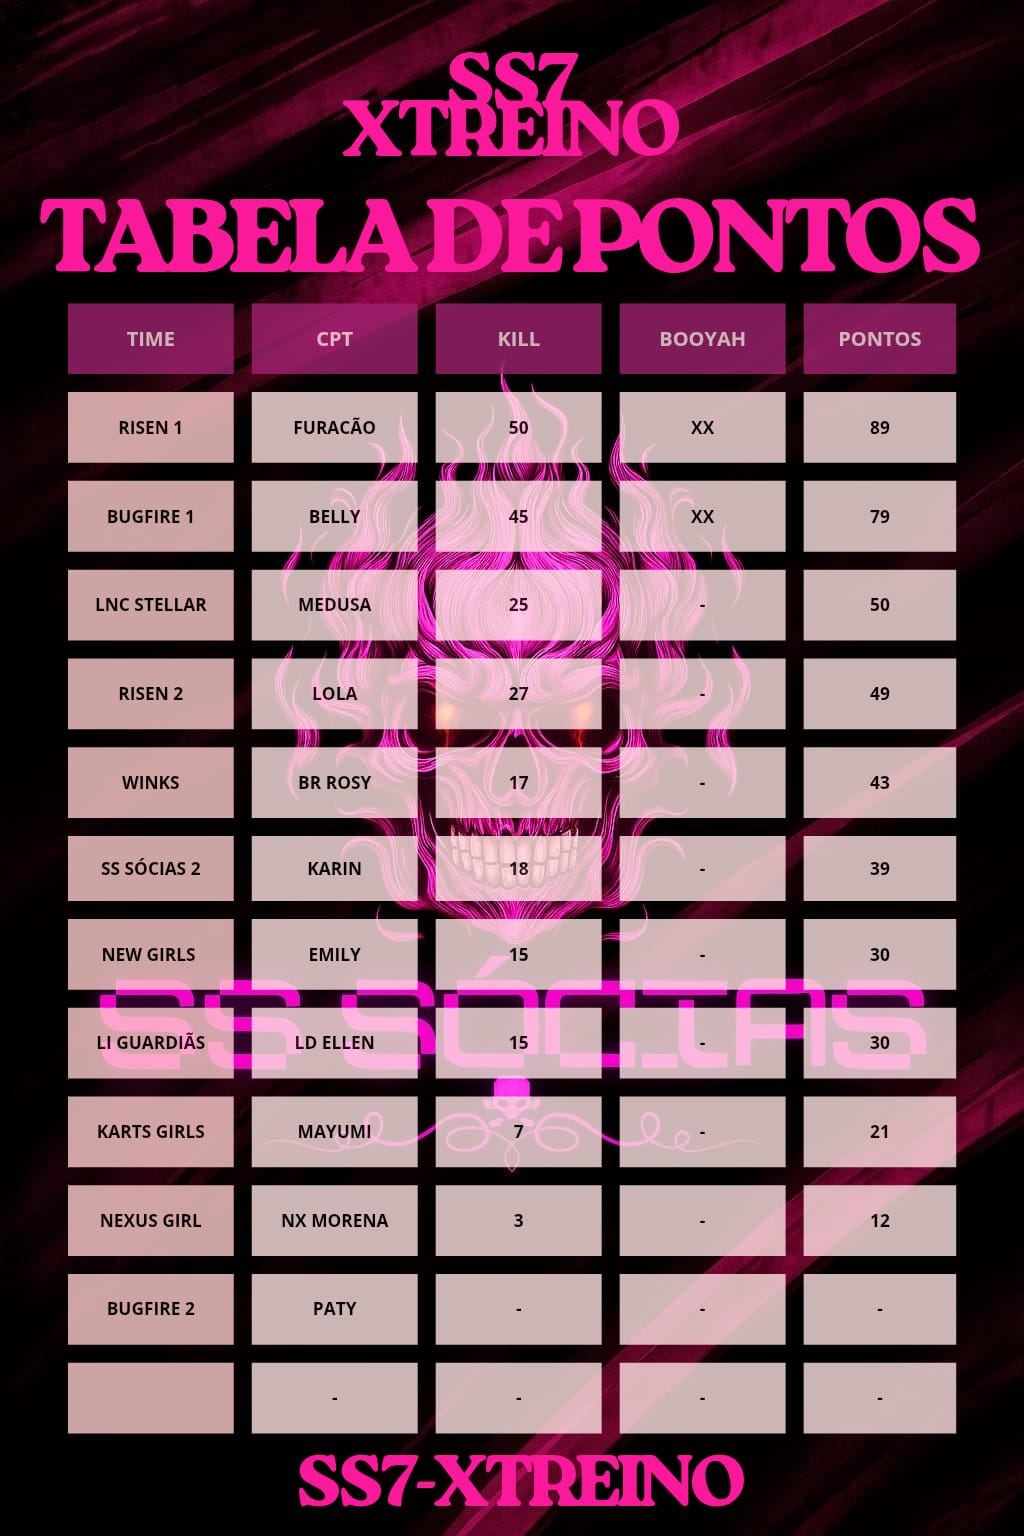 SS7
XTREINO
TABELA DE PONTOS
TIME CPT KILL BOOYAH PONTOS
RISEN 1 FURACÃO 50 XX 89
BUGFIRE 1 BELLY 45 XX 79
LNC STELLAR MEDUSA 25 - 50
RISEN 2 LOLA 27 - 49
WINKS BR ROSY 17 - 43
SS SÓCIAS 2 KARIN 18 - 39
NEW GIRLS EMILY 15 - 30
SS SÓCIAS
LI GUARDIÃS LD ELLEN 15 - 30
KARTS GIRLS MAYUMI 7 - 21
NEXUS GIRL NX MORENA 3 - 12
BUGFIRE 2 PATY - - -
- - - -
SS7-XTREINO